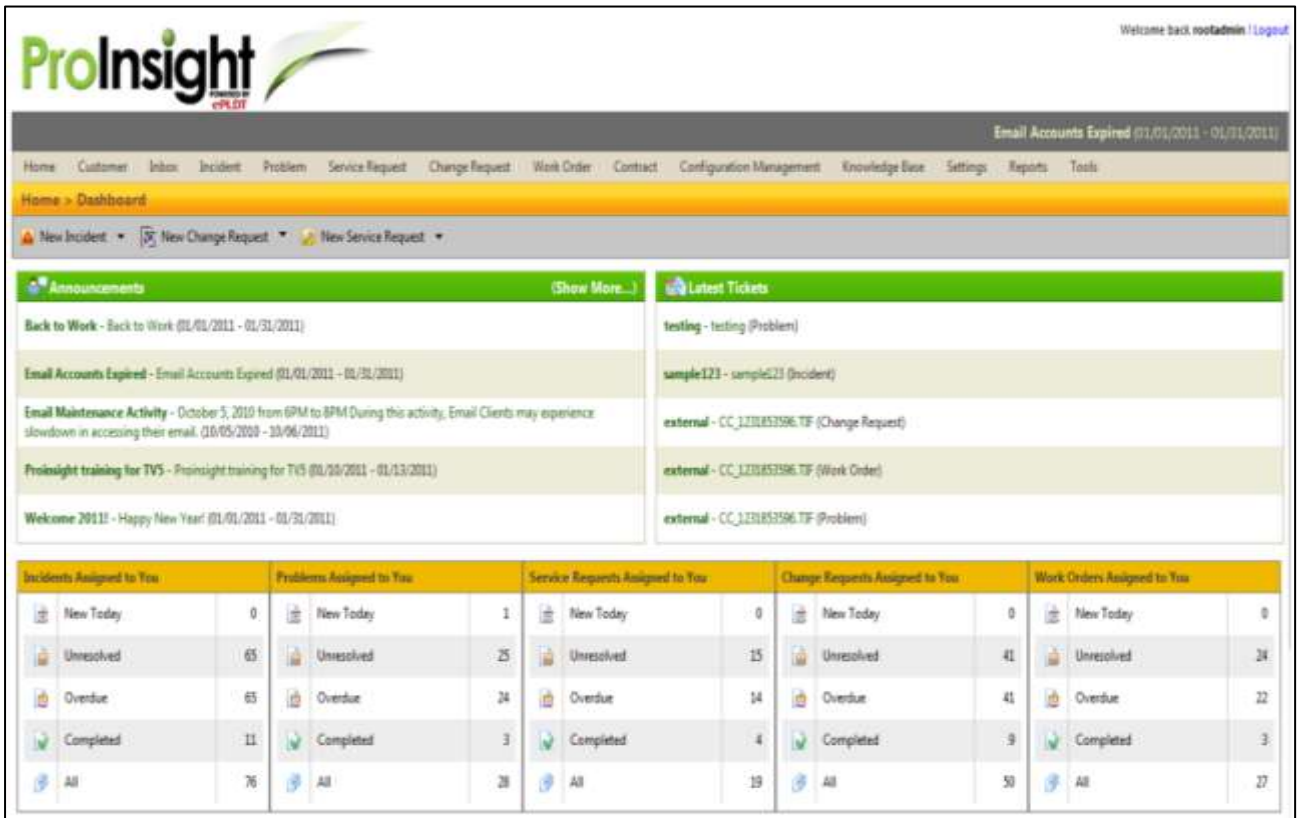 Welcome back rootadmin ! Logout
ProInsight
POWERED BY
ePLDT
Email Accounts Expired (01/01/2011 - 01/31/2011)
Home Customer Inbox Incident Problem Service Request Change Request Work Order Contract Configuration Management Knowledge Base Settings Reports Tools
Home > Dashboard
New Incident New Change Request New Service Request
Announcements (Show More...)
Back to Work - Back to Work (01/01/2011 - 01/31/2011)
Email Accounts Expired - Email Accounts Expired (01/01/2011 - 01/31/2011)
Email Maintenance Activity - October 5, 2010 from 6PM to 8PM During this activity, Email Clients may experience
slowdown in accessing their email. (10/05/2010 - 10/06/2011)
Proinsight training for TV5 - Proinsight training for TV5 (01/10/2011 - 01/13/2011)
Welcome 2011! - Happy New Year! (01/01/2011 - 01/31/2011)
Latest Tickets
testing - testing (Problem)
sample123 - sample123 (Incident)
external - CC_1231853596.TIF (Change Request)
external - CC_1231853596.TIF (Work Order)
external - CC_1231853596.TIF (Problem)
Incidents Assigned to You
New Today 0
Unresolved 65
Overdue 65
Completed 11
All 76
Problems Assigned to You
New Today 1
Unresolved 25
Overdue 24
Completed 3
All 28
Service Requests Assigned to You
New Today 0
Unresolved 15
Overdue 14
Completed 4
All 19
Change Requests Assigned to You
New Today 0
Unresolved 41
Overdue 41
Completed 9
All 50
Work Orders Assigned to You
New Today 0
Unresolved 24
Overdue 22
Completed 3
All 27